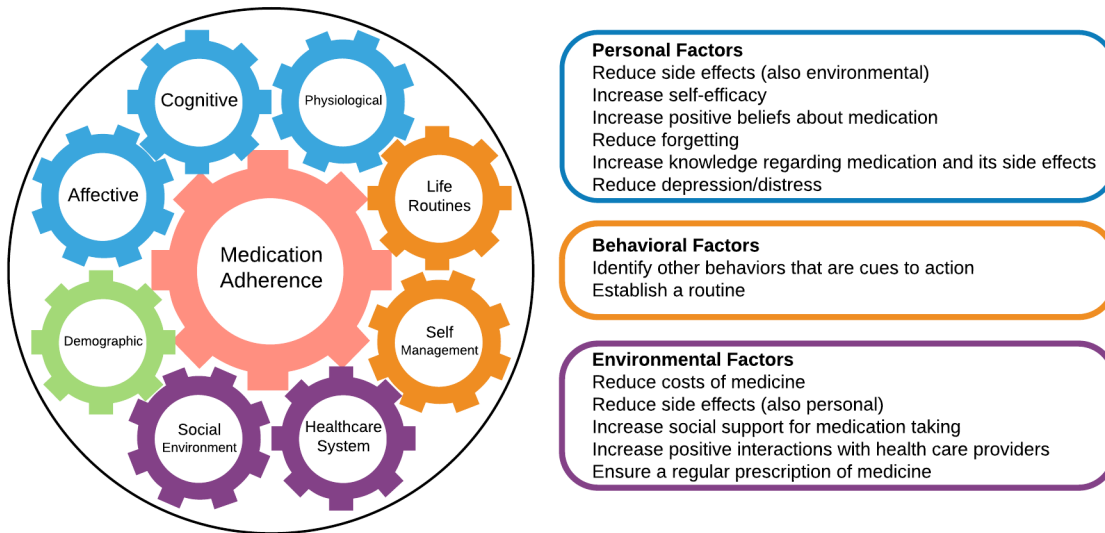 Cognitive
Physiological
Affective
Life
Routines
Medication
Adherence
Demographic
Self
Management
Social
Environment
Healthcare
System
Personal Factors
Reduce side effects (also environmental)
Increase self-efficacy
Increase positive beliefs about medication
Reduce forgetting
Increase knowledge regarding medication and its side effects
Reduce depression/distress
Behavioral Factors
Identify other behaviors that are cues to action
Establish a routine
Environmental Factors
Reduce costs of medicine
Reduce side effects (also personal)
Increase social support for medication taking
Increase positive interactions with health care providers
Ensure a regular prescription of medicine